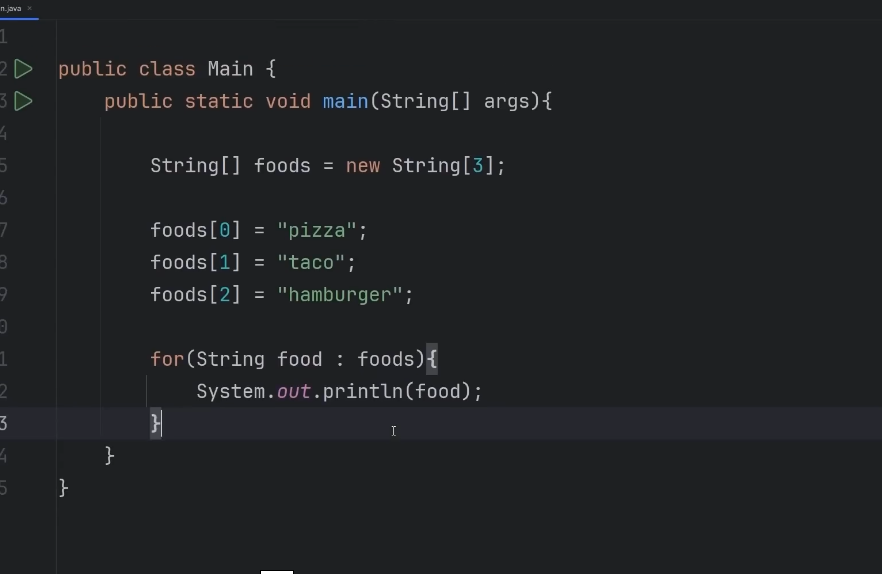 n.java ×
1
2 public class Main {
3 public static void main(String[] args){
4
5 String[] foods = new String[3];
6
7 foods[0] = "pizza";
8 foods[1] = "taco";
9 foods[2] = "hamburger";
0
1 for(String food : foods){
2 System.out.println(food);
3 }
4 }
5 }